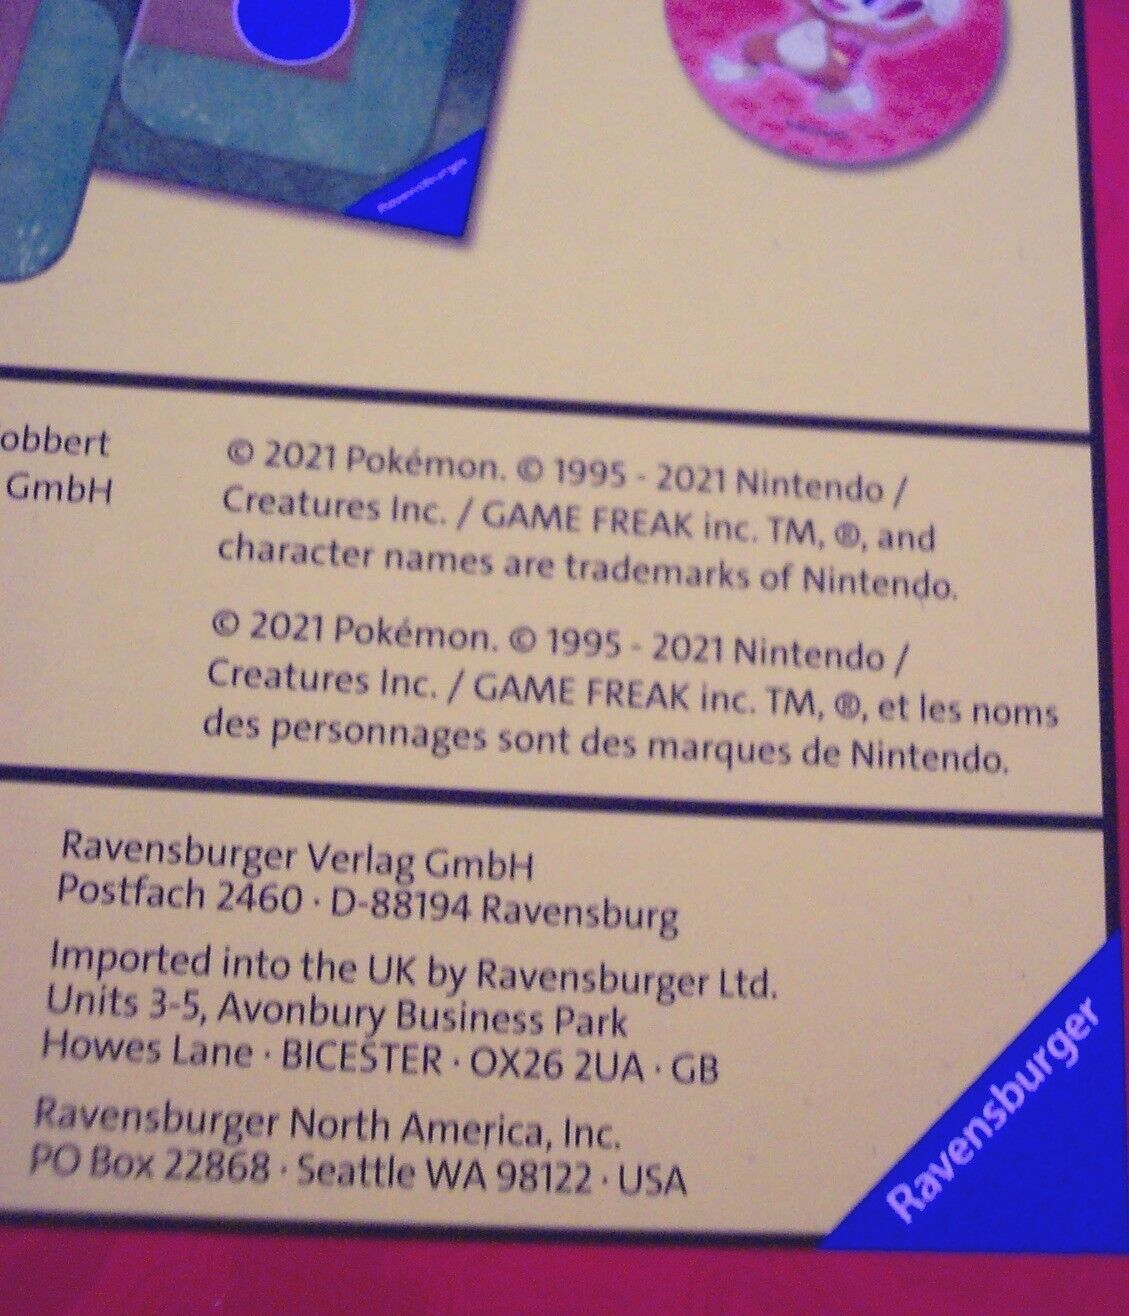 Ravensburger
obbert
GmbH
© 2021 Pokémon. © 1995 - 2021 Nintendo /
Creatures Inc. / GAME FREAK inc. TM, ®, and
character names are trademarks of Nintendo.
© 2021 Pokémon. © 1995 - 2021 Nintendo /
Creatures Inc. / GAME FREAK inc. TM, ®, et les noms
des personnages sont des marques de Nintendo.
Ravensburger Verlag GmbH
Postfach 2460 · D-88194 Ravensburg
Imported into the UK by Ravensburger Ltd.
Units 3-5, Avonbury Business Park
Howes Lane · BICESTER · OX26 2UA · GB
Ravensburger North America, Inc.
PO Box 22868 · Seattle WA 98122 · USA
Ravensburger